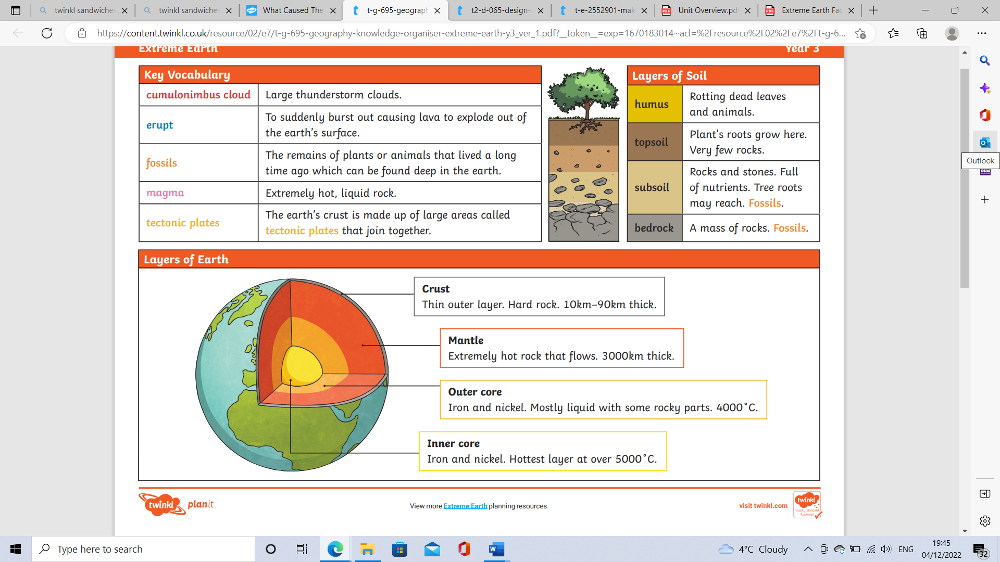 twinkl sandwiches
twinkl sandwiches
What Caused The
t-g-695-geograph
t2-d-065-design-
t-e-2552901-mak
Unit Overview.pdf
Extreme Earth Fac
https://content.twinkl.co.uk/resource/02/e7/t-g-695-geography-knowledge-organiser-extreme-earth-y3_ver_1.pdf?__token__=exp=1670183014~acl=%2Fresource%2F02%2Fe7%2Ft-g-6...
Extreme Earth
Year 3
Key Vocabulary
cumulonimbus cloud
Large thunderstorm clouds.
erupt
To suddenly burst out causing lava to explode out of
the earth's surface.
fossils
The remains of plants or animals that lived a long
time ago which can be found deep in the earth.
magma
Extremely hot, liquid rock.
tectonic plates
The earth's crust is made up of large areas called
tectonic plates that join together.
Layers of Soil
humus
Rotting dead leaves
and animals.
topsoil
Plant's roots grow here.
Very few rocks.
subsoil
Rocks and stones. Full
of nutrients. Tree roots
may reach. Fossils.
bedrock
A mass of rocks. Fossils.
Outlook
Layers of Earth
Crust
Thin outer layer. Hard rock. 10km–90km thick.
Mantle
Extremely hot rock that flows. 3000km thick.
Outer core
Iron and nickel. Mostly liquid with some rocky parts. 4000˚C.
Inner core
Iron and nickel. Hottest layer at over 5000˚C.
twinkl planit
View more Extreme Earth planning resources.
visit twinkl.com
twinkl
Quality Standard
Approved
Type here to search
4°C Cloudy
ENG
19:45
04/12/2022
32